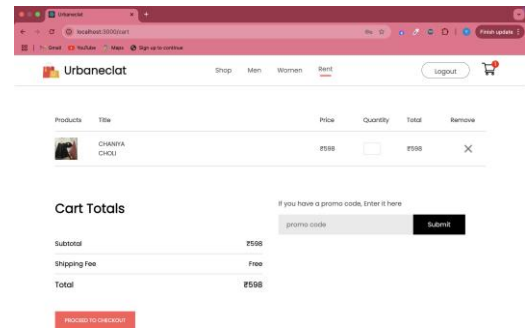 Urbaneclat
localhost:3000/cart
Finish update
Gmail YouTube Maps Sign up to continue
Urbaneclat Shop Men Women Rent Logout 1
Products Title Price Quantity Total Remove
CHANIYA CHOLI ₹598 ₹598
Cart Totals
If you have a promo code, Enter it here
promo code Submit
Subtotal ₹598
Shipping Fee Free
Total ₹598
PROCEED TO CHECKOUT